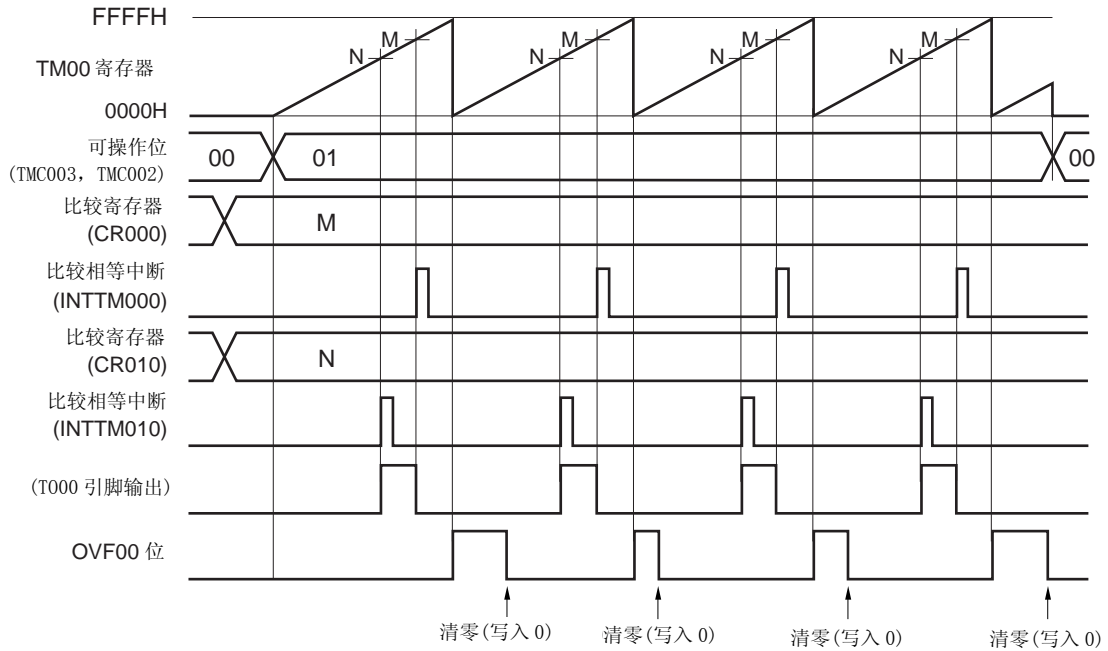 FFFFH
M M M M
N N N N
TM00 寄存器
0000H
可操作位
(TMC003，TMC002)
00 01 00
比较寄存器
(CR000)
M
比较相等中断
(INTTM000)
比较寄存器
(CR010)
N
比较相等中断
(INTTM010)
(TO00 引脚输出)
OVF00 位
清零(写入 0) 清零(写入 0) 清零(写入 0) 清零(写入 0)